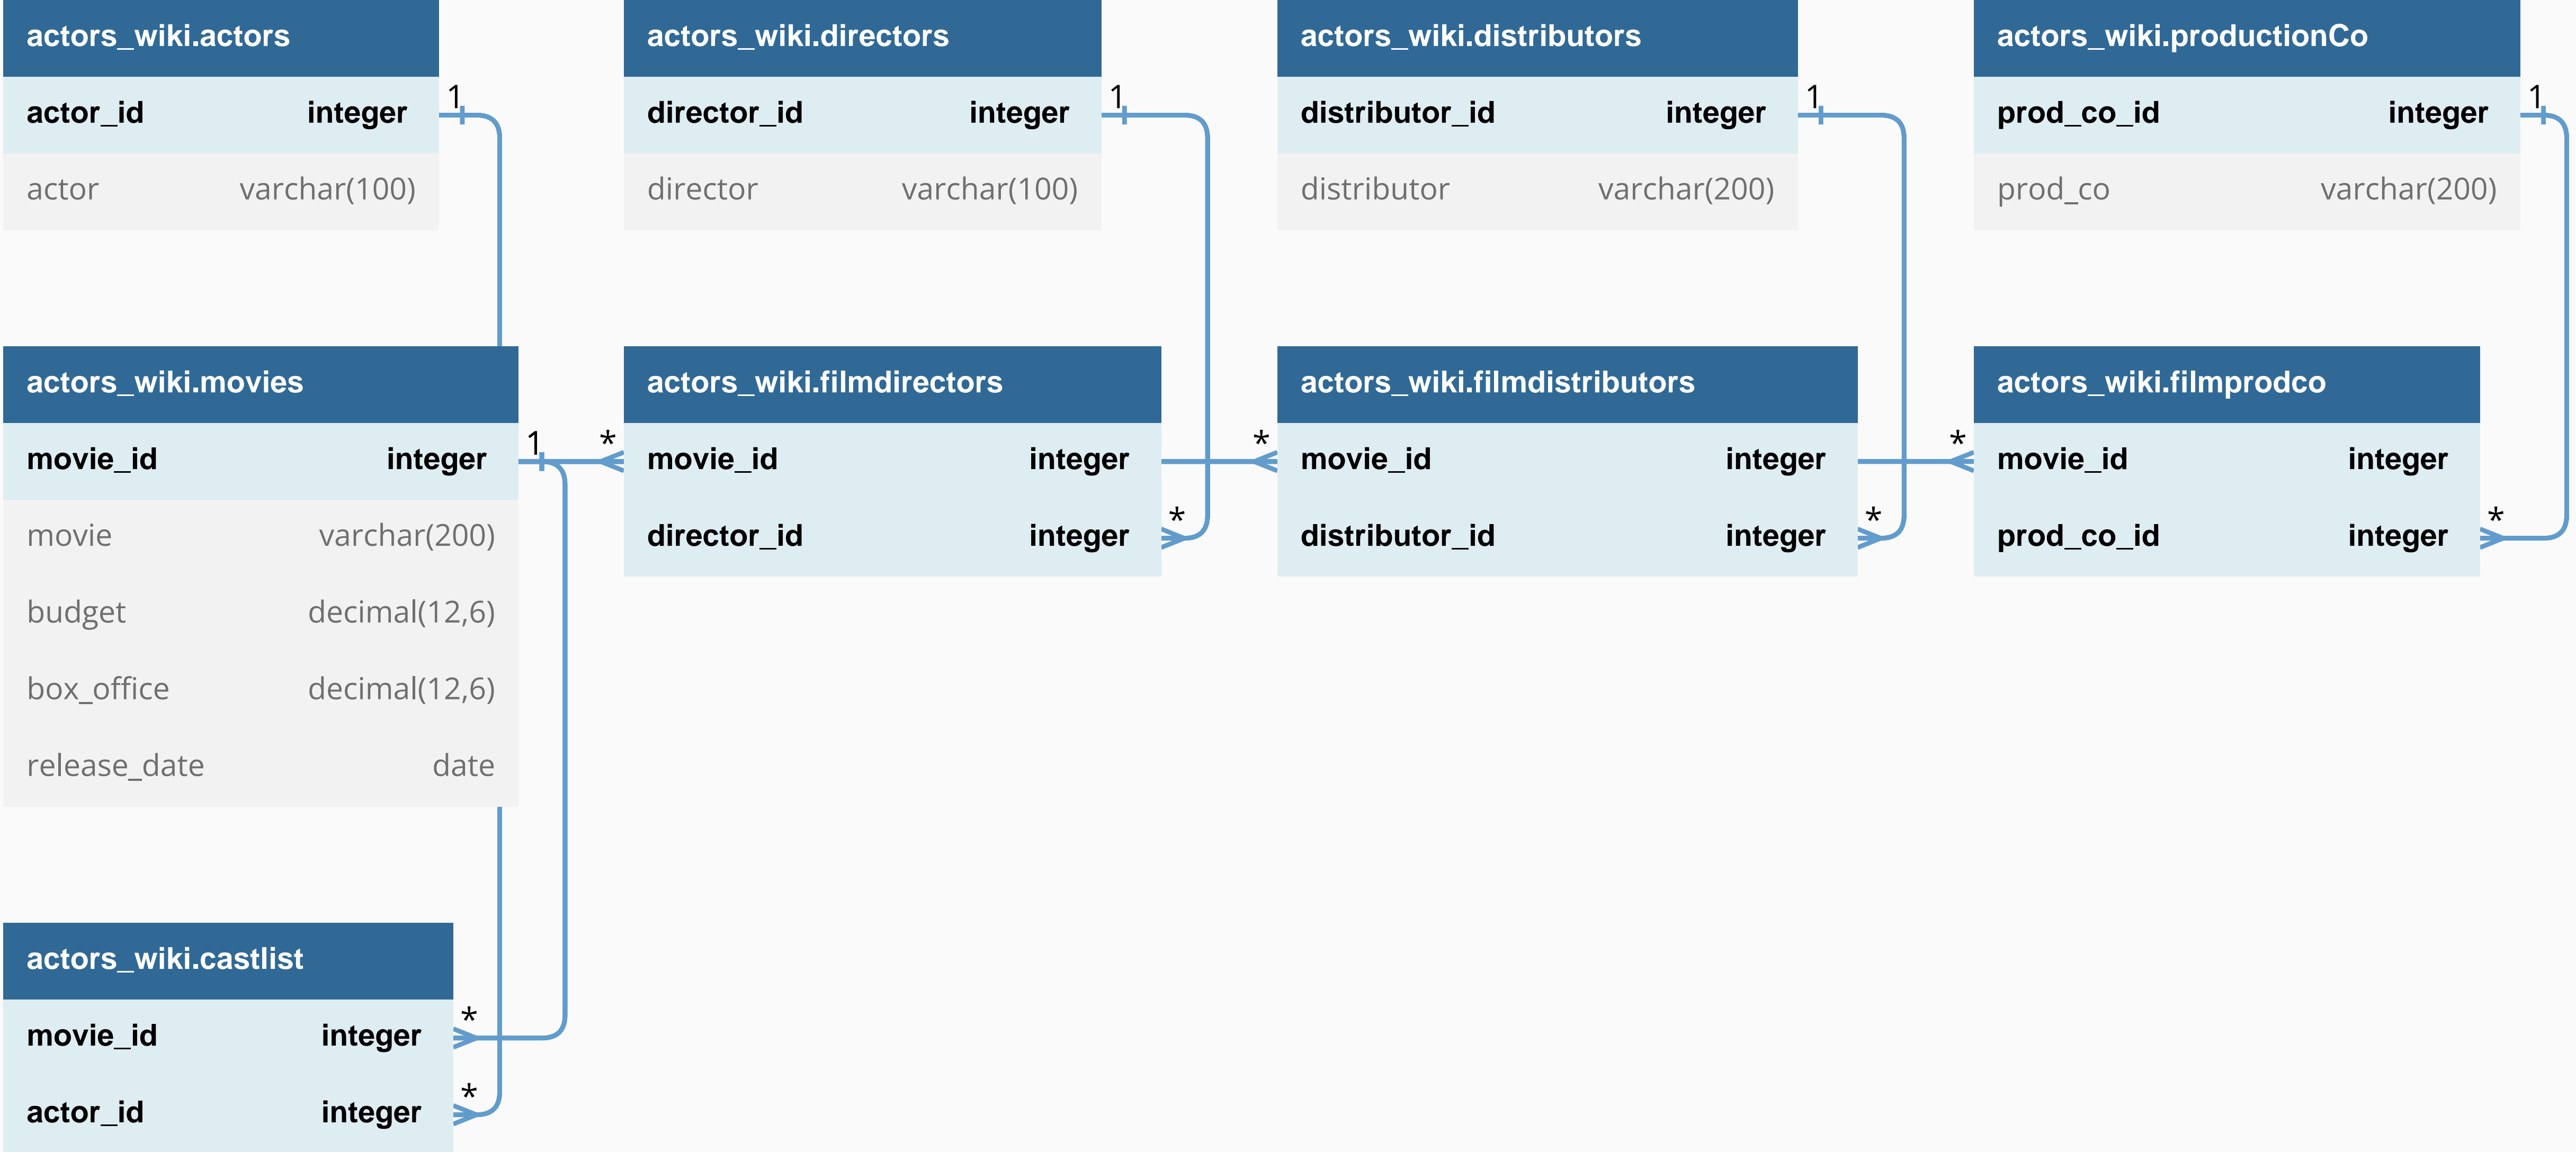 actors_wiki.actors
actor_id integer 1
actor varchar(100)
actors_wiki.directors
director_id integer 1
director varchar(100)
actors_wiki.distributors
distributor_id integer 1
distributor varchar(200)
actors_wiki.productionCo
prod_co_id integer 1
prod_co varchar(200)
actors_wiki.movies
movie_id integer 1
movie varchar(200)
budget decimal(12,6)
box_office decimal(12,6)
release_date date
actors_wiki.filmdirectors
* movie_id integer
director_id integer *
actors_wiki.filmdistributors
* movie_id integer
distributor_id integer *
actors_wiki.filmprodco
* movie_id integer
prod_co_id integer *
actors_wiki.castlist
movie_id integer *
actor_id integer *